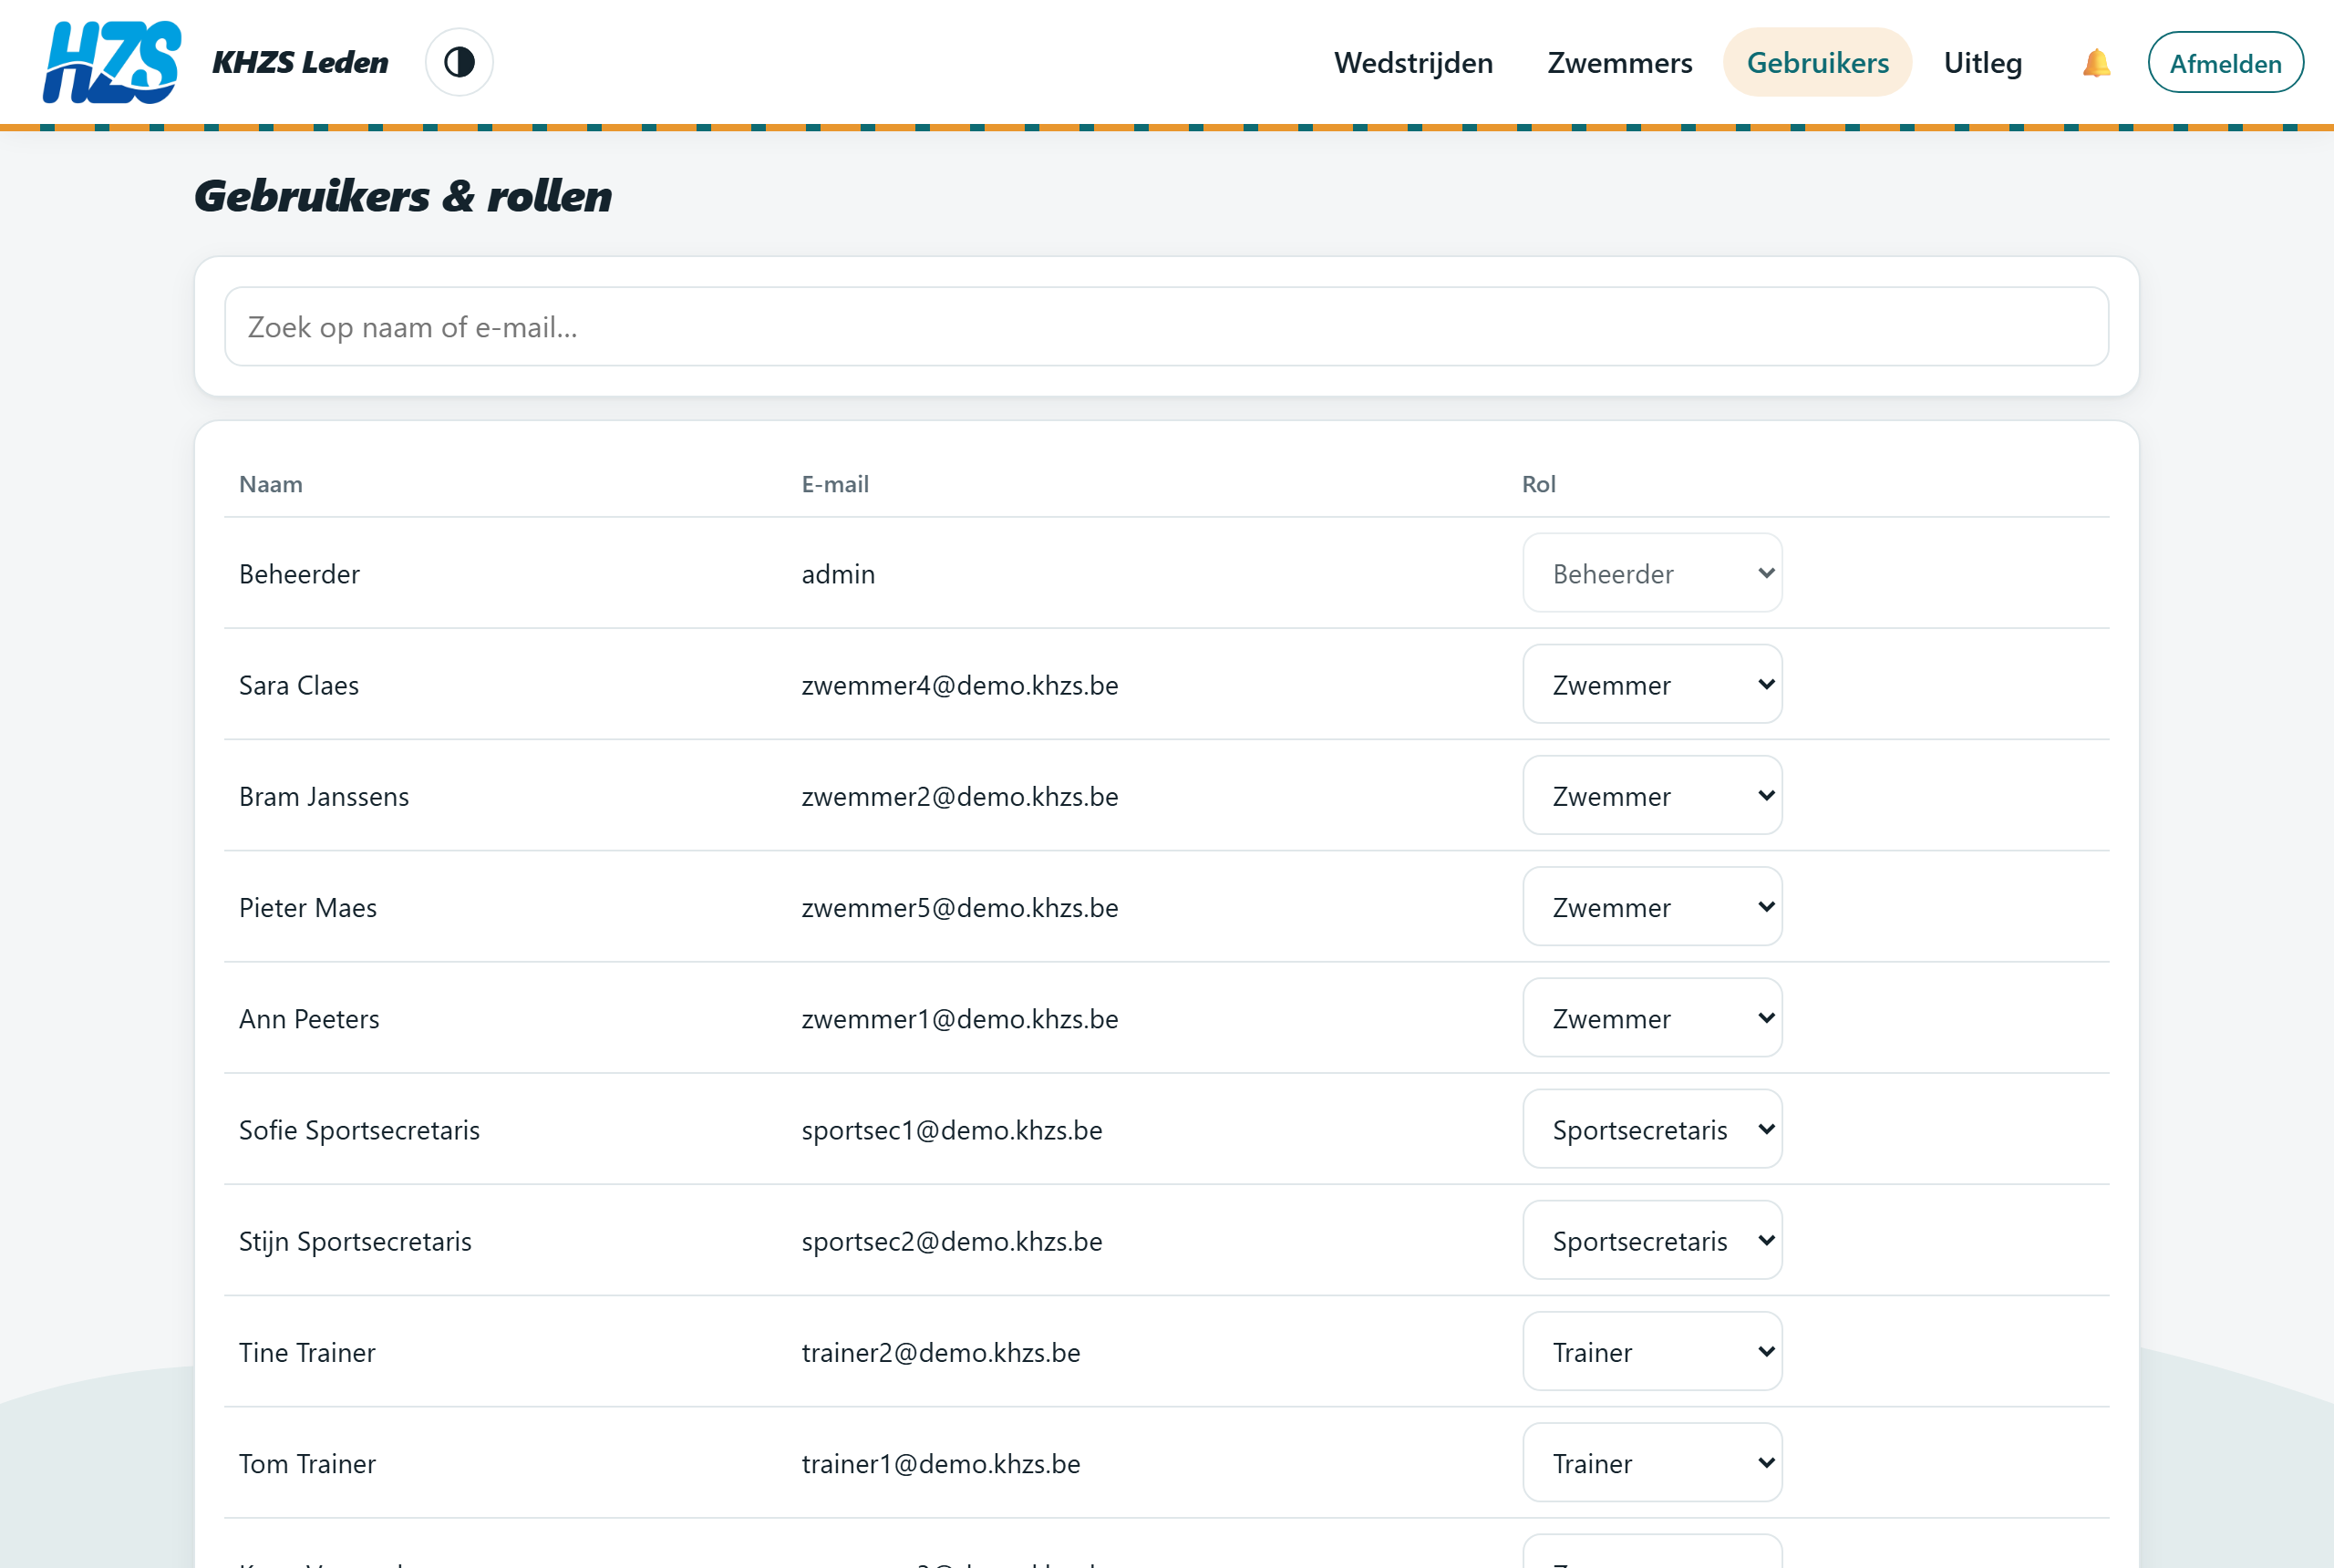 HZS KHZS Leden Wedstrijden Zwemmers Gebruikers Uitleg Afmelden
Gebruikers & rollen
Zoek op naam of e-mail...
Naam E-mail Rol
Beheerder admin Beheerder
Sara Claes zwemmer4@demo.khzs.be Zwemmer
Bram Janssens zwemmer2@demo.khzs.be Zwemmer
Pieter Maes zwemmer5@demo.khzs.be Zwemmer
Ann Peeters zwemmer1@demo.khzs.be Zwemmer
Sofie Sportsecretaris sportsec1@demo.khzs.be Sportsecretaris
Stijn Sportsecretaris sportsec2@demo.khzs.be Sportsecretaris
Tine Trainer trainer2@demo.khzs.be Trainer
Tom Trainer trainer1@demo.khzs.be Trainer